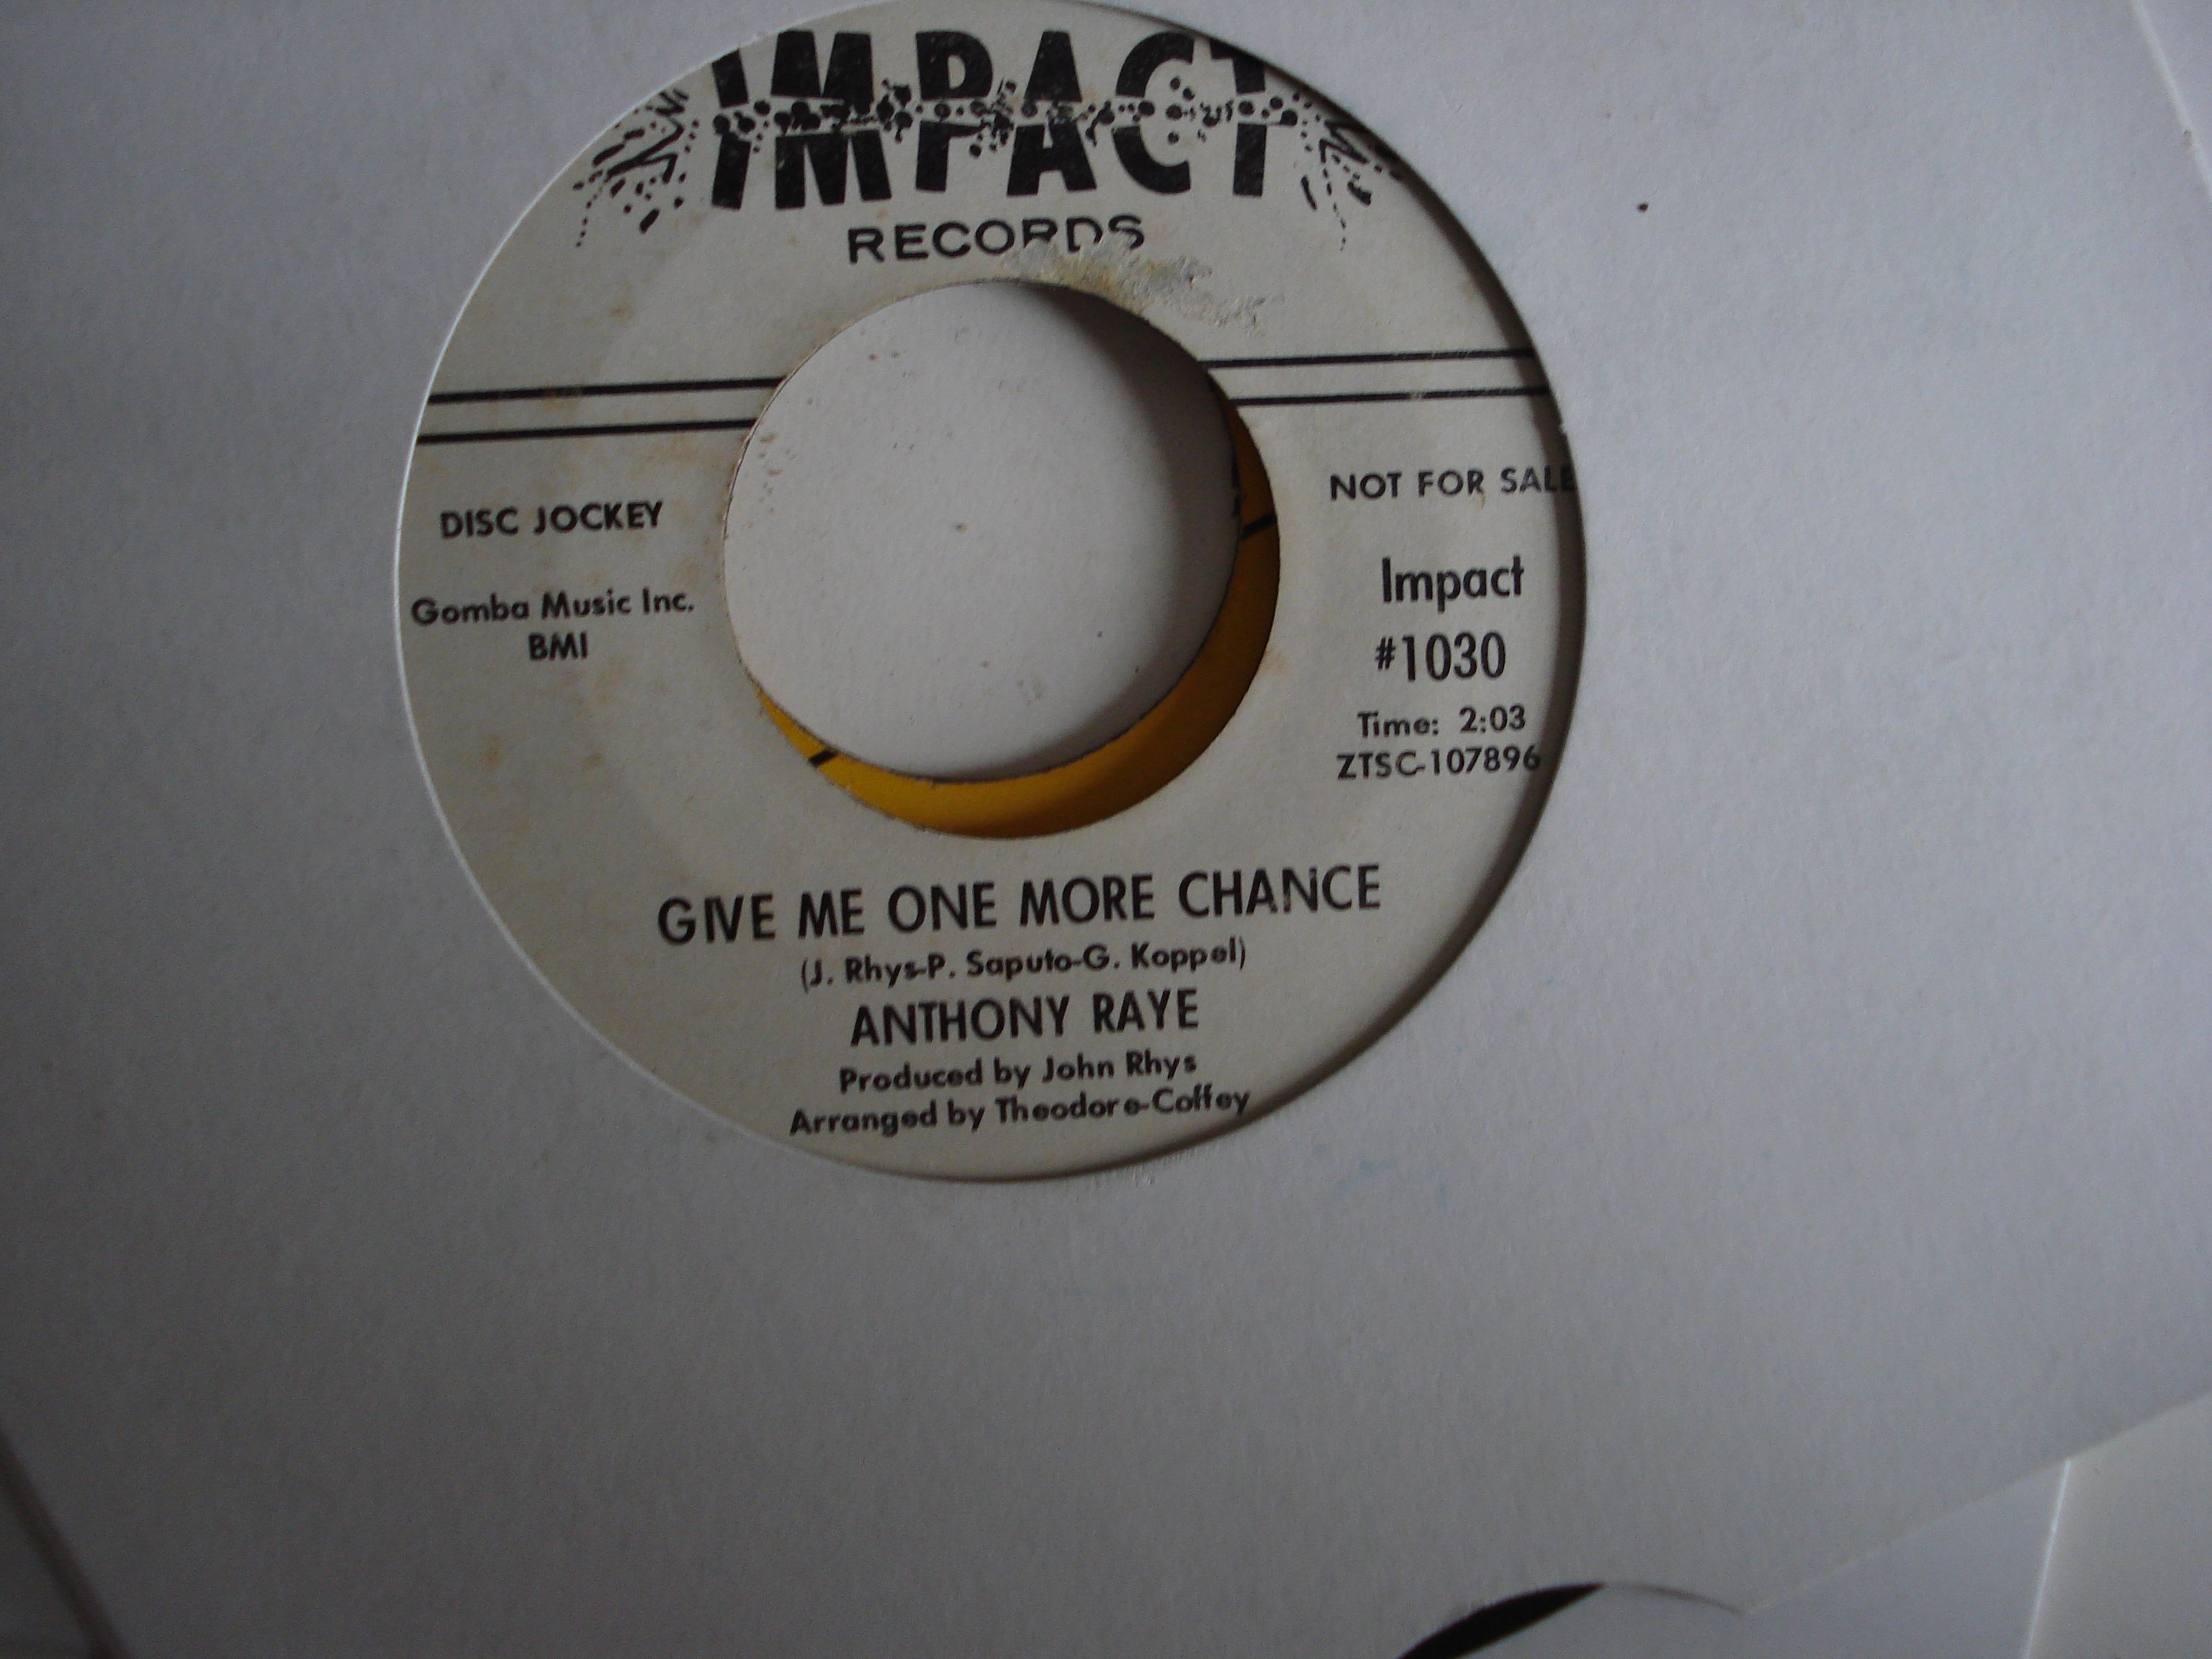 IMPACT
RECORDS
DISC JOCKEY
NOT FOR SALE
Gomba Music Inc.
BMI
Impact
#1030
Time: 2:03
ZTSC-107896
GIVE ME ONE MORE CHANCE
(J. Rhys-P. Saputo-G. Koppel)
ANTHONY RAYE
Produced by John Rhys
Arranged by Theodore-Coffey